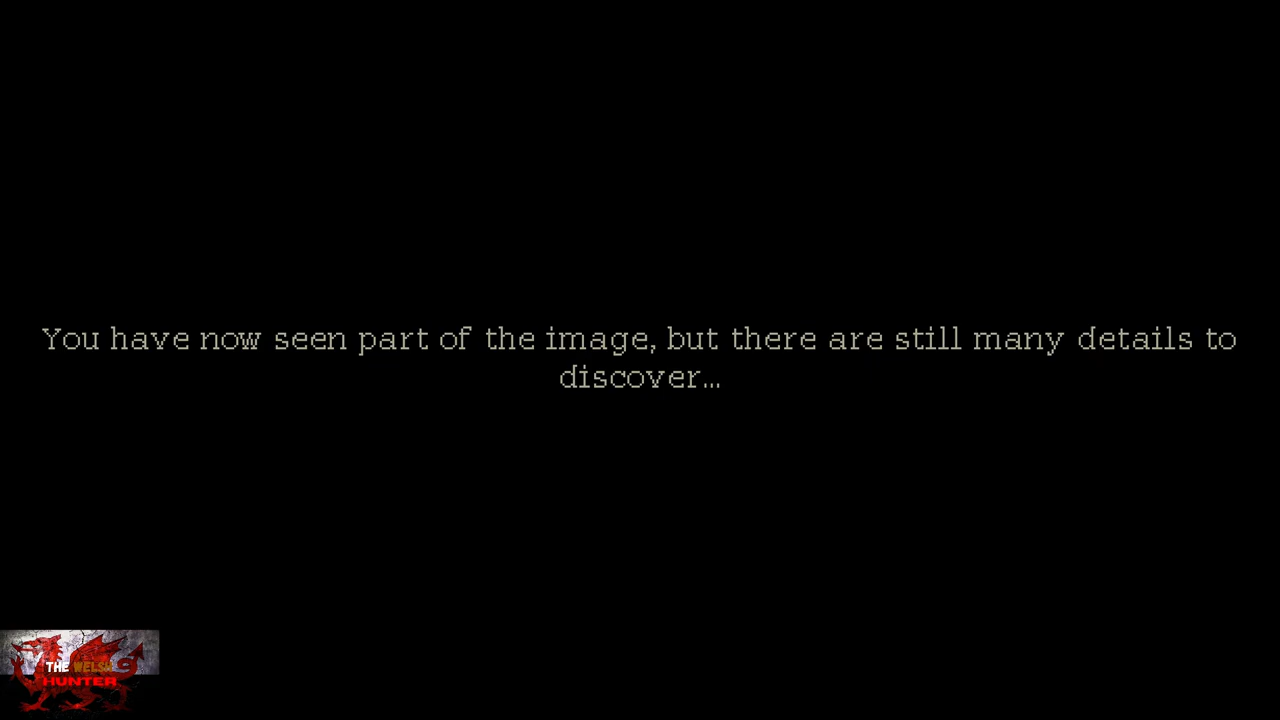 You have now seen part of the image, but there are still many details to
discover...
THE WELSH
HUNTER